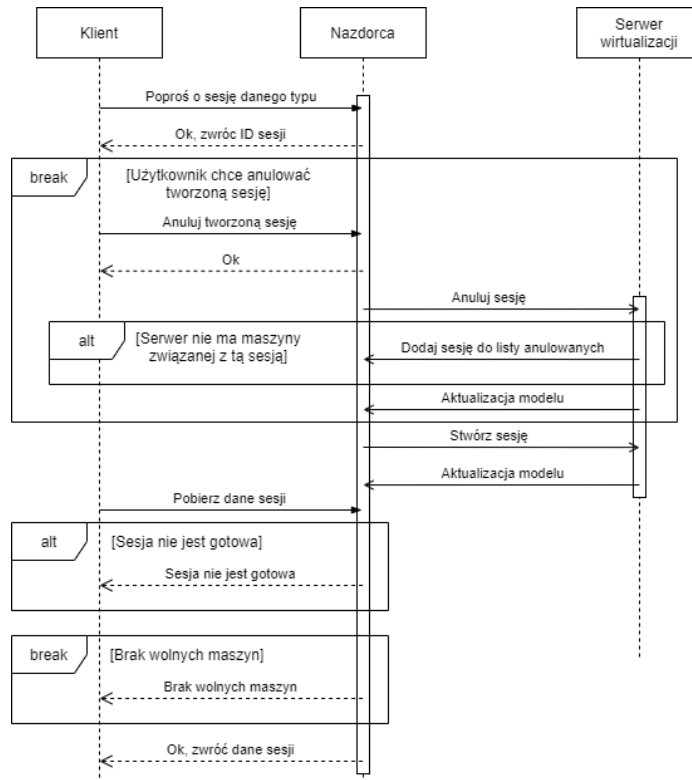 Klient
Nazdorca
Serwer
wirtualizacji
Poproś o sesję danego typu
Ok, zwróc ID sesji
break
[Użytkownik chce anulować
tworzoną sesję]
Anuluj tworzoną sesję
Ok
Anuluj sesję
alt
[Serwer nie ma maszyny
związanej z tą sesją]
Dodaj sesję do listy anulowanych
Aktualizacja modelu
Stwórz sesję
Aktualizacja modelu
Pobierz dane sesji
alt
[Sesja nie jest gotowa]
Sesja nie jest gotowa
break
[Brak wolnych maszyn]
Brak wolnych maszyn
Ok, zwróć dane sesji